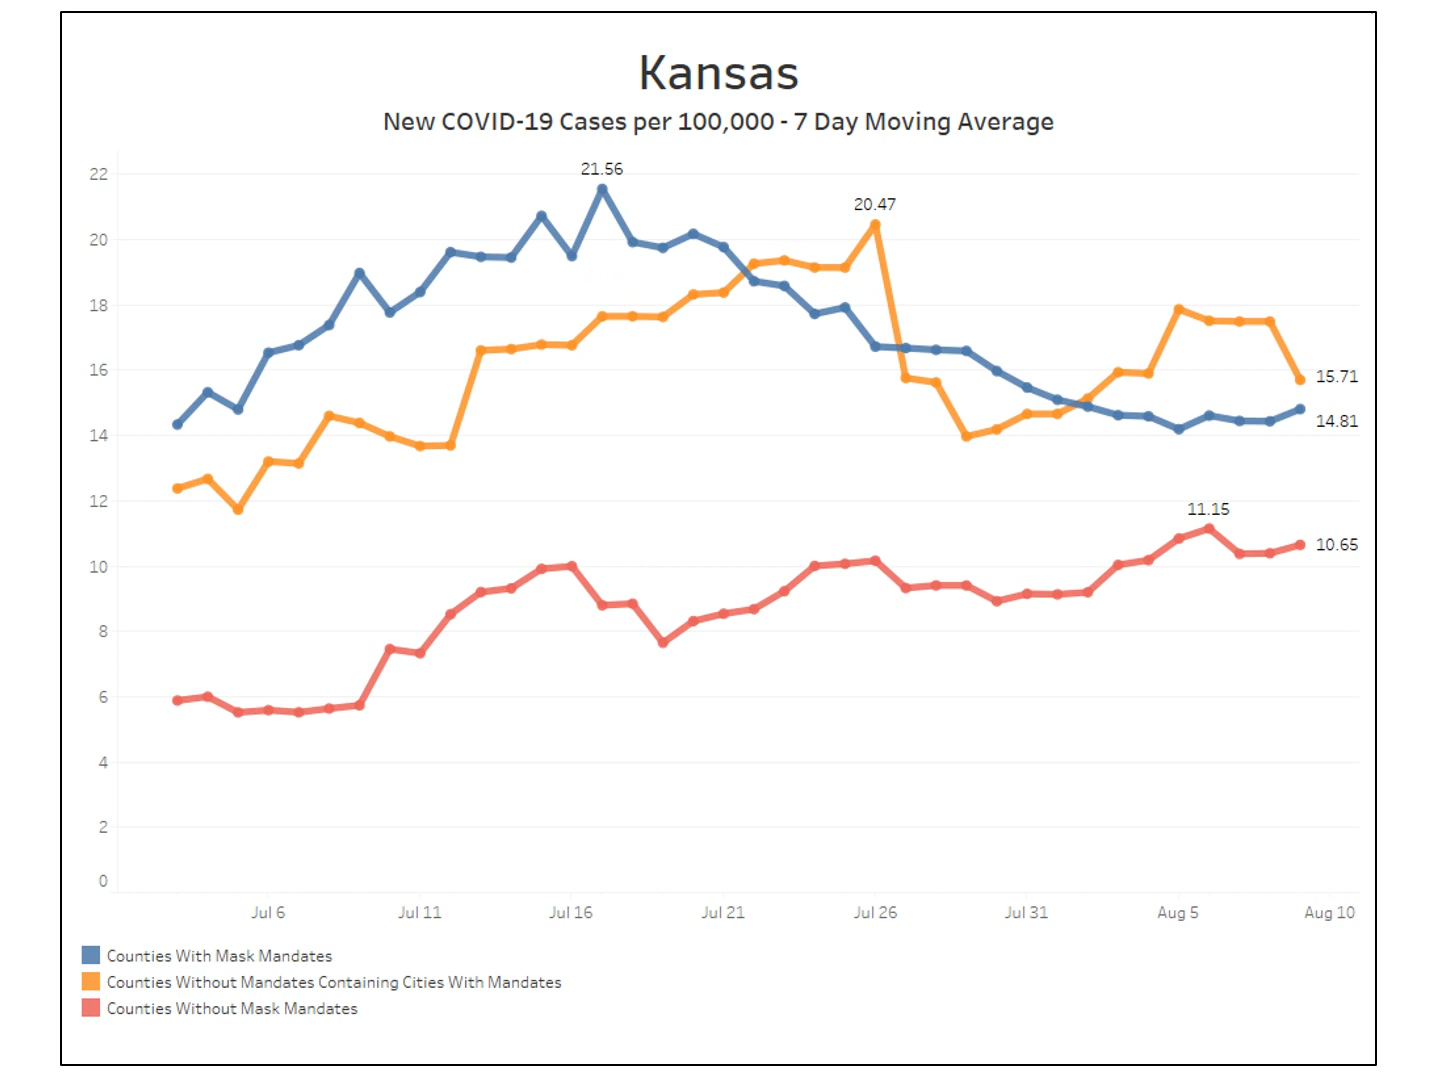 Kansas
New COVID-19 Cases per 100,000 - 7 Day Moving Average
22
20
18
16
14
12
10
8
6
4
2
0
21.56
20.47
15.71
14.81
11.15
10.65
Jul 6
Jul 11
Jul 16
Jul 21
Jul 26
Jul 31
Aug 5
Aug 10
Counties With Mask Mandates
Counties Without Mandates Containing Cities With Mandates
Counties Without Mask Mandates